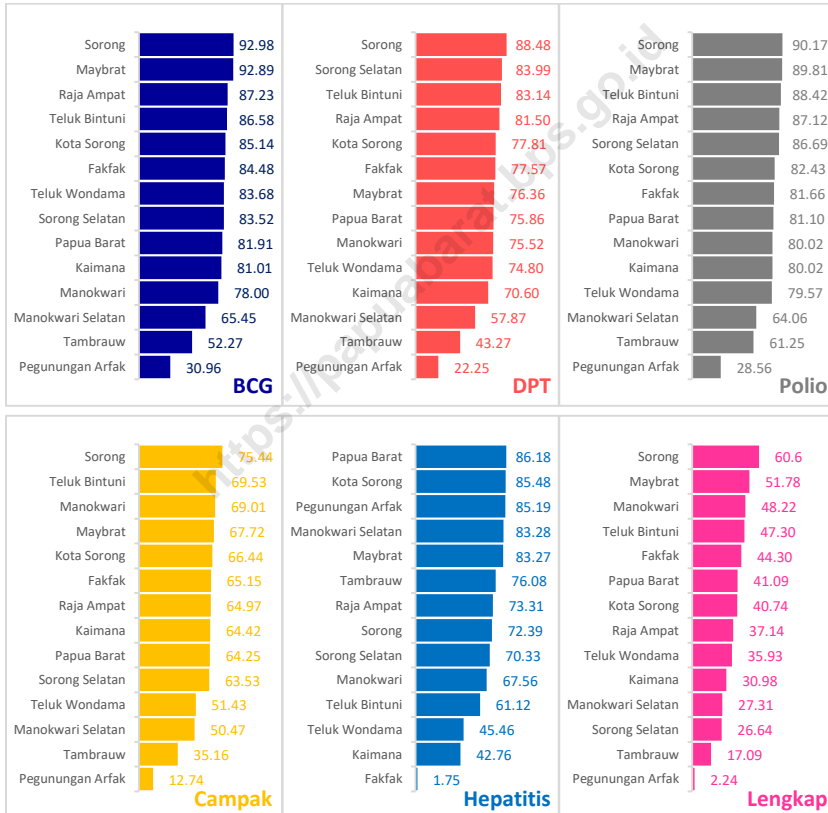 Sorong 92.98
Maybrat 92.89
Raja Ampat 87.23
Teluk Bintuni 86.58
Kota Sorong 85.14
Fakfak 84.48
Teluk Wondama 83.68
Sorong Selatan 83.52
Papua Barat 81.91
Kaimana 81.01
Manokwari 78.00
Manokwari Selatan 65.45
Tambrauw 52.27
Pegunungan Arfak 30.96
BCG
Sorong 88.48
Sorong Selatan 83.99
Teluk Bintuni 83.14
Raja Ampat 81.50
Kota Sorong 77.81
Fakfak 77.57
Maybrat 76.36
Papua Barat 75.86
Manokwari 75.52
Teluk Wondama 74.80
Kaimana 70.60
Manokwari Selatan 57.87
Tambrauw 43.27
Pegunungan Arfak 22.25
DPT
Sorong 90.17
Maybrat 89.81
Teluk Bintuni 88.42
Raja Ampat 87.12
Sorong Selatan 86.69
Kota Sorong 82.43
Fakfak 81.66
Papua Barat 81.10
Manokwari 80.02
Kaimana 80.02
Teluk Wondama 79.57
Manokwari Selatan 64.06
Tambrauw 61.25
Pegunungan Arfak 28.56
Polio
Sorong 75.44
Teluk Bintuni 69.53
Manokwari 69.01
Maybrat 67.72
Kota Sorong 66.44
Fakfak 65.15
Raja Ampat 64.97
Kaimana 64.42
Papua Barat 64.25
Sorong Selatan 63.53
Teluk Wondama 51.43
Manokwari Selatan 50.47
Tambrauw 35.16
Pegunungan Arfak 12.74
Campak
Papua Barat 86.18
Kota Sorong 85.48
Pegunungan Arfak 85.19
Manokwari Selatan 83.28
Maybrat 83.27
Tambrauw 76.08
Raja Ampat 73.31
Sorong 72.39
Sorong Selatan 70.33
Manokwari 67.56
Teluk Bintuni 61.12
Teluk Wondama 45.46
Kaimana 42.76
Fakfak 1.75
Hepatitis
Sorong 60.6
Maybrat 51.78
Manokwari 48.22
Teluk Bintuni 47.30
Fakfak 44.30
Papua Barat 41.09
Kota Sorong 40.74
Raja Ampat 37.14
Teluk Wondama 35.93
Kaimana 30.98
Manokwari Selatan 27.31
Sorong Selatan 26.64
Tambrauw 17.09
Pegunungan Arfak 2.24
Lengkap
https://papuabarat.bps.go.id